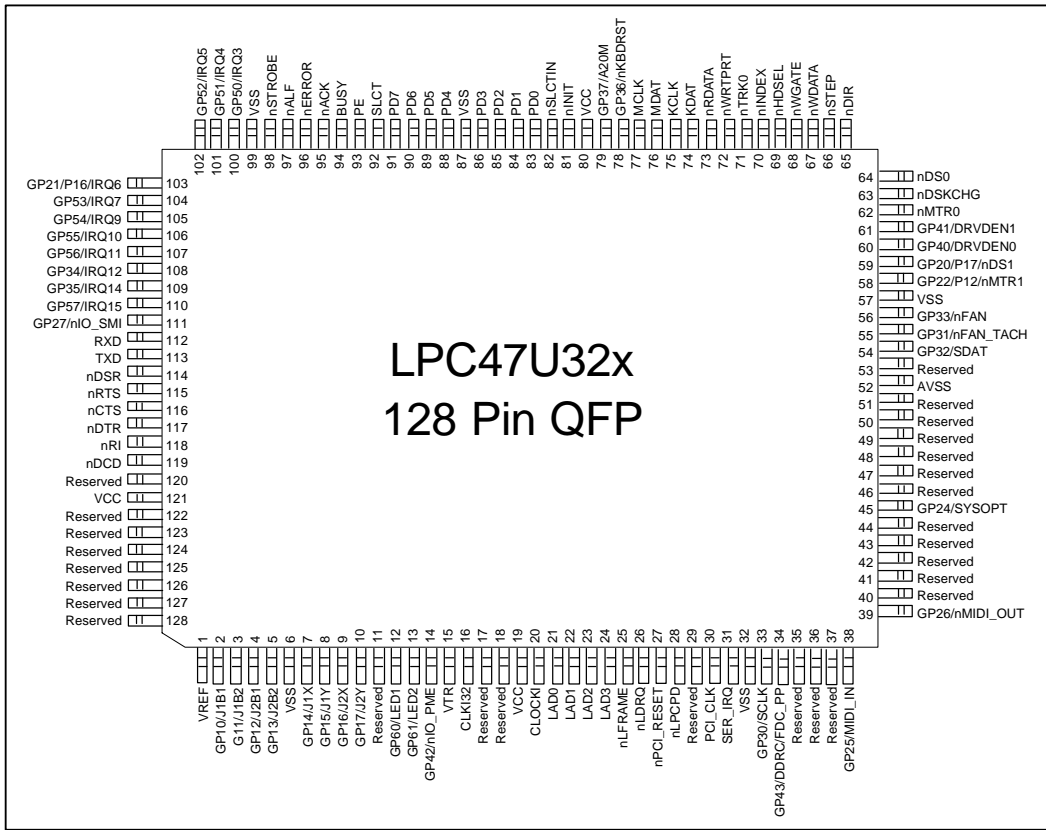 GP52/IRQ5
GP51/IRQ4
GP50/IRQ3
VSS
nSTROBE
nALF
nERROR
nACK
BUSY
PE
SLCT
PD7
PD6
PD5
PD4
VSS
PD3
PD2
PD1
PD0
nSLCTIN
nINIT
VCC
GP37/A20M
GP36/nKBDRST
MCLK
MDAT
KCLK
KDAT
nRDATA
nWRTPRT
nTRK0
nINDEX
nHDSEL
nWGATE
nWDATA
nSTEP
nDIR
102
101
100
99
98
97
96
95
94
93
92
91
90
89
88
87
86
85
84
83
82
81
80
79
78
77
76
75
74
73
72
71
70
69
68
67
66
65
GP21/P16/IRQ6 103
GP53/IRQ7 104
GP54/IRQ9 105
GP55/IRQ10 106
GP56/IRQ11 107
GP34/IRQ12 108
GP35/IRQ14 109
GP57/IRQ15 110
GP27/nIO_SMI 111
RXD 112
TXD 113
nDSR 114
nRTS 115
nCTS 116
nDTR 117
nRI 118
nDCD 119
Reserved 120
VCC 121
Reserved 122
Reserved 123
Reserved 124
Reserved 125
Reserved 126
Reserved 127
Reserved 128
LPC47U32x
128 Pin QFP
64 nDS0
63 nDSKCHG
62 nMTR0
61 GP41/DRVDEN1
60 GP40/DRVDEN0
59 GP20/P17/nDS1
58 GP22/P12/nMTR1
57 VSS
56 GP33/nFAN
55 GP31/nFAN_TACH
54 GP32/SDAT
53 Reserved
52 AVSS
51 Reserved
50 Reserved
49 Reserved
48 Reserved
47 Reserved
46 Reserved
45 GP24/SYSOPT
44 Reserved
43 Reserved
42 Reserved
41 Reserved
40 Reserved
39 GP26/nMIDI_OUT
1
2
3
4
5
6
7
8
9
10
11
12
13
14
15
16
17
18
19
20
21
22
23
24
25
26
27
28
29
30
31
32
33
34
35
36
37
38
VREF
GP10/J1B1
G11/J1B2
GP12/J2B1
GP13/J2B2
VSS
GP14/J1X
GP15/J1Y
GP16/J2X
GP17/J2Y
Reserved
GP60/LED1
GP61/LED2
GP42/nIO_PME
VTR
CLKI32
Reserved
Reserved
VCC
CLOCKI
LAD0
LAD1
LAD2
LAD3
nLFRAME
nLDRQ
nPCI_RESET
nLPCPD
Reserved
PCI_CLK
SER_IRQ
VSS
GP30/SCLK
GP43/DDRC/FDC_PP
Reserved
Reserved
Reserved
GP25/MIDI_IN